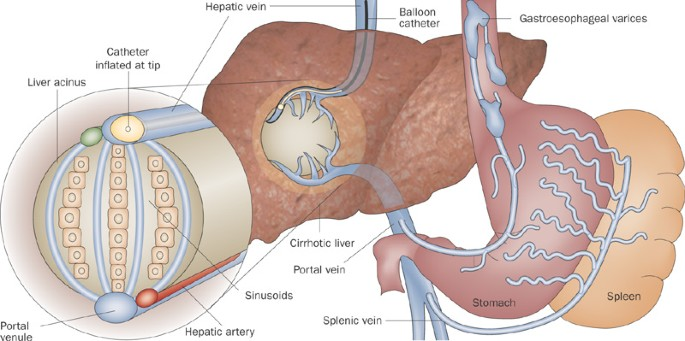 Hepatic vein
Balloon
catheter
Gastroesophageal varices
Catheter
inflated at tip
Liver acinus
Cirrhotic liver
Portal vein
Sinusoids
Stomach
Spleen
Portal
venule
Hepatic artery
Splenic vein